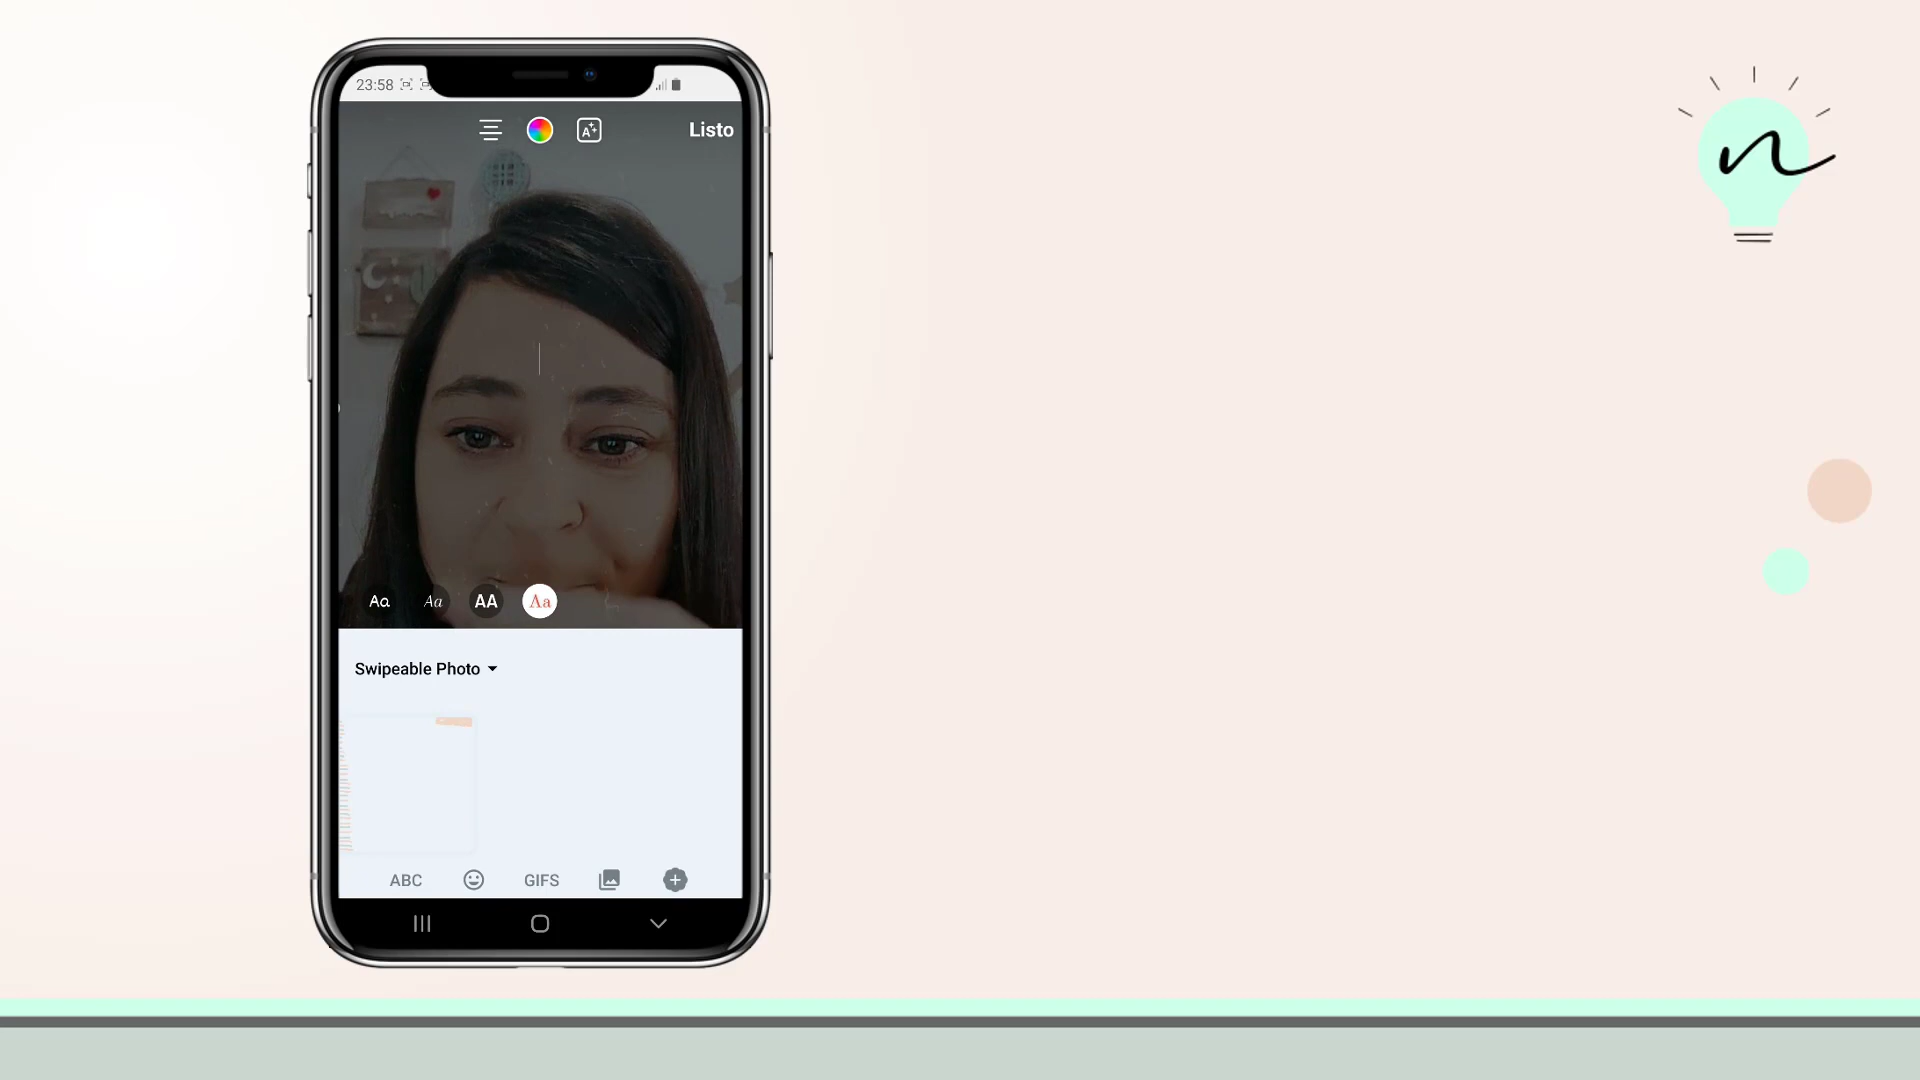 23:58
Listo
Aa Aa AA Aa
Swipeable Photo
ABC GIFS
n